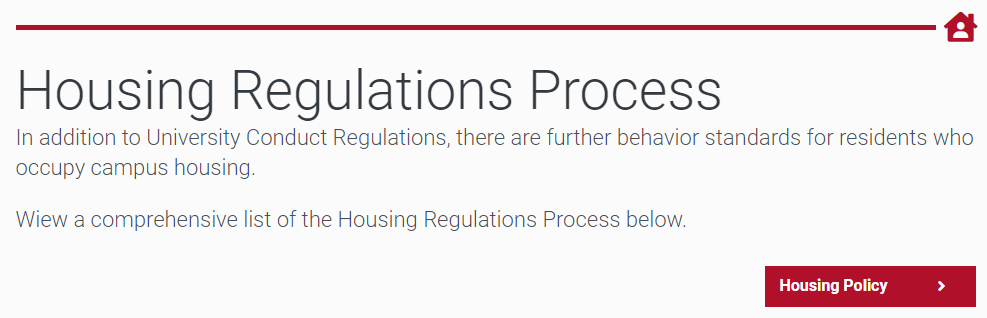 Housing Regulations Process
In addition to University Conduct Regulations, there are further behavior standards for residents who
occupy campus housing.
Wiew a comprehensive list of the Housing Regulations Process below.
Housing Policy